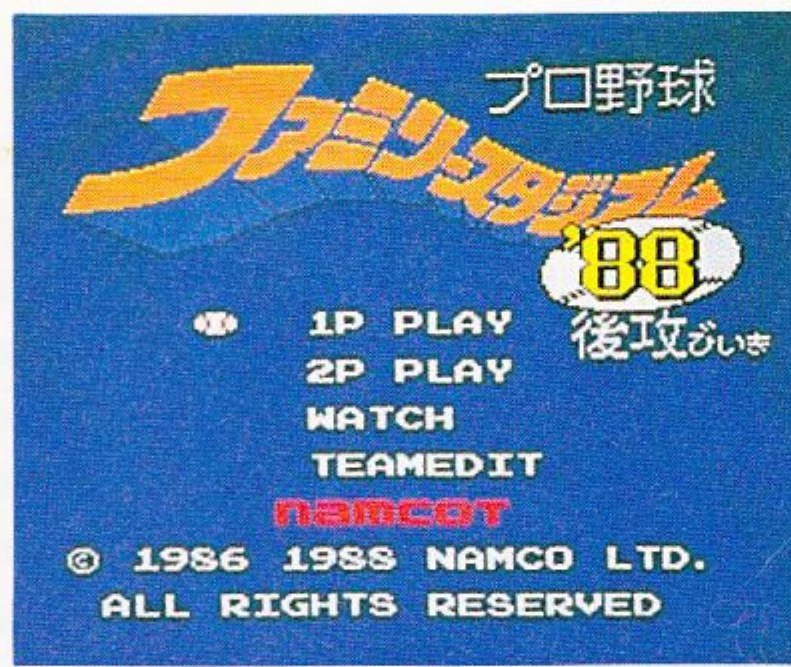 プロ野球
ファミリースタジアム
'88
後攻びいき
1P PLAY
2P PLAY
WATCH
TEAMEDIT
namcot
© 1986 1988 NAMCO LTD.
ALL RIGHTS RESERVED